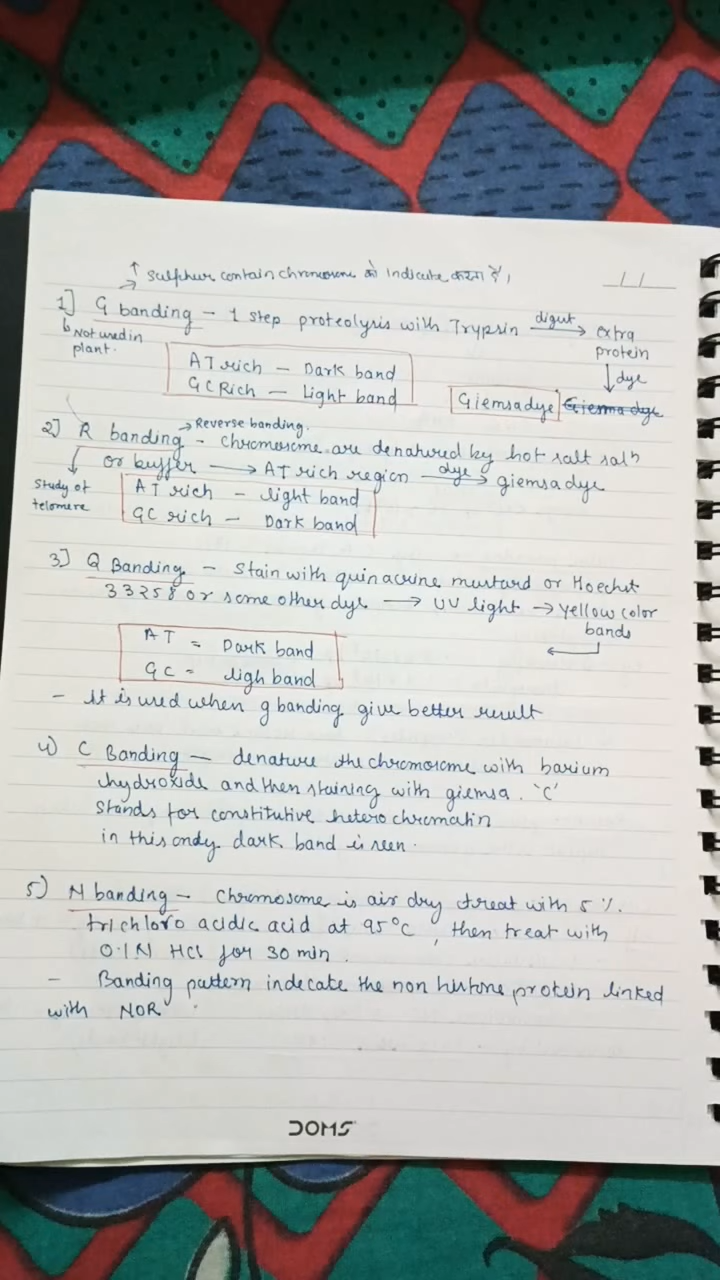 ↑ sulphur contain chromosome को indicate करता है।
1] G banding - 1 step proteolysis with Trypsin digest → extra
↳ Not used in plant.
protein
↓ dye
AT rich - Dark band
GC Rich - Light band
Giemsa dye Giemsa dye
→ Reverse banding.
2] R banding - Chromosome are denatured by hot salt salⁿ
or buffer → AT rich region dye → giemsa dye
Study of telomere
AT rich - light band
GC rich - Dark band
3] Q Banding - Stain with quinacrine mustard or Hoechst
33258 or some other dye → UV light → yellow color
bands
AT = Dark band
GC = ligh band
- It is used when g banding give better result
4) C Banding - denature the chromosome with barium
hydroxide and then staining with giemsa. 'C'
stands for constitutive hetero chromatin
in this ondy dark band is seen.
5) N banding - Chromosome is air dry treat with 5 %.
trichloro acidic acid at 95°C, then treat with
0.1N HCl for 30 min.
- Banding pattern indecate the non histone protein linked
with NOR
DOMS